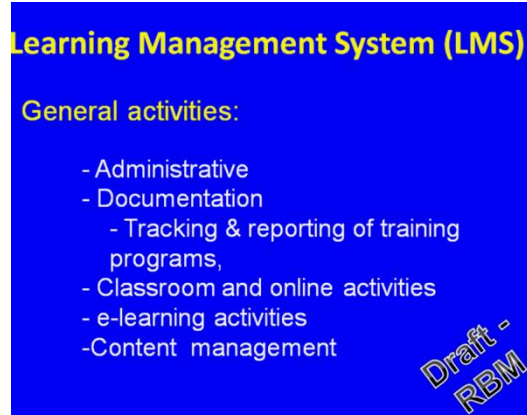 Learning Management System (LMS)
General activities:
- Administrative
- Documentation
- Tracking & reporting of training
programs,
- Classroom and online activities
- e-learning activities
-Content management
Draft -
RBM